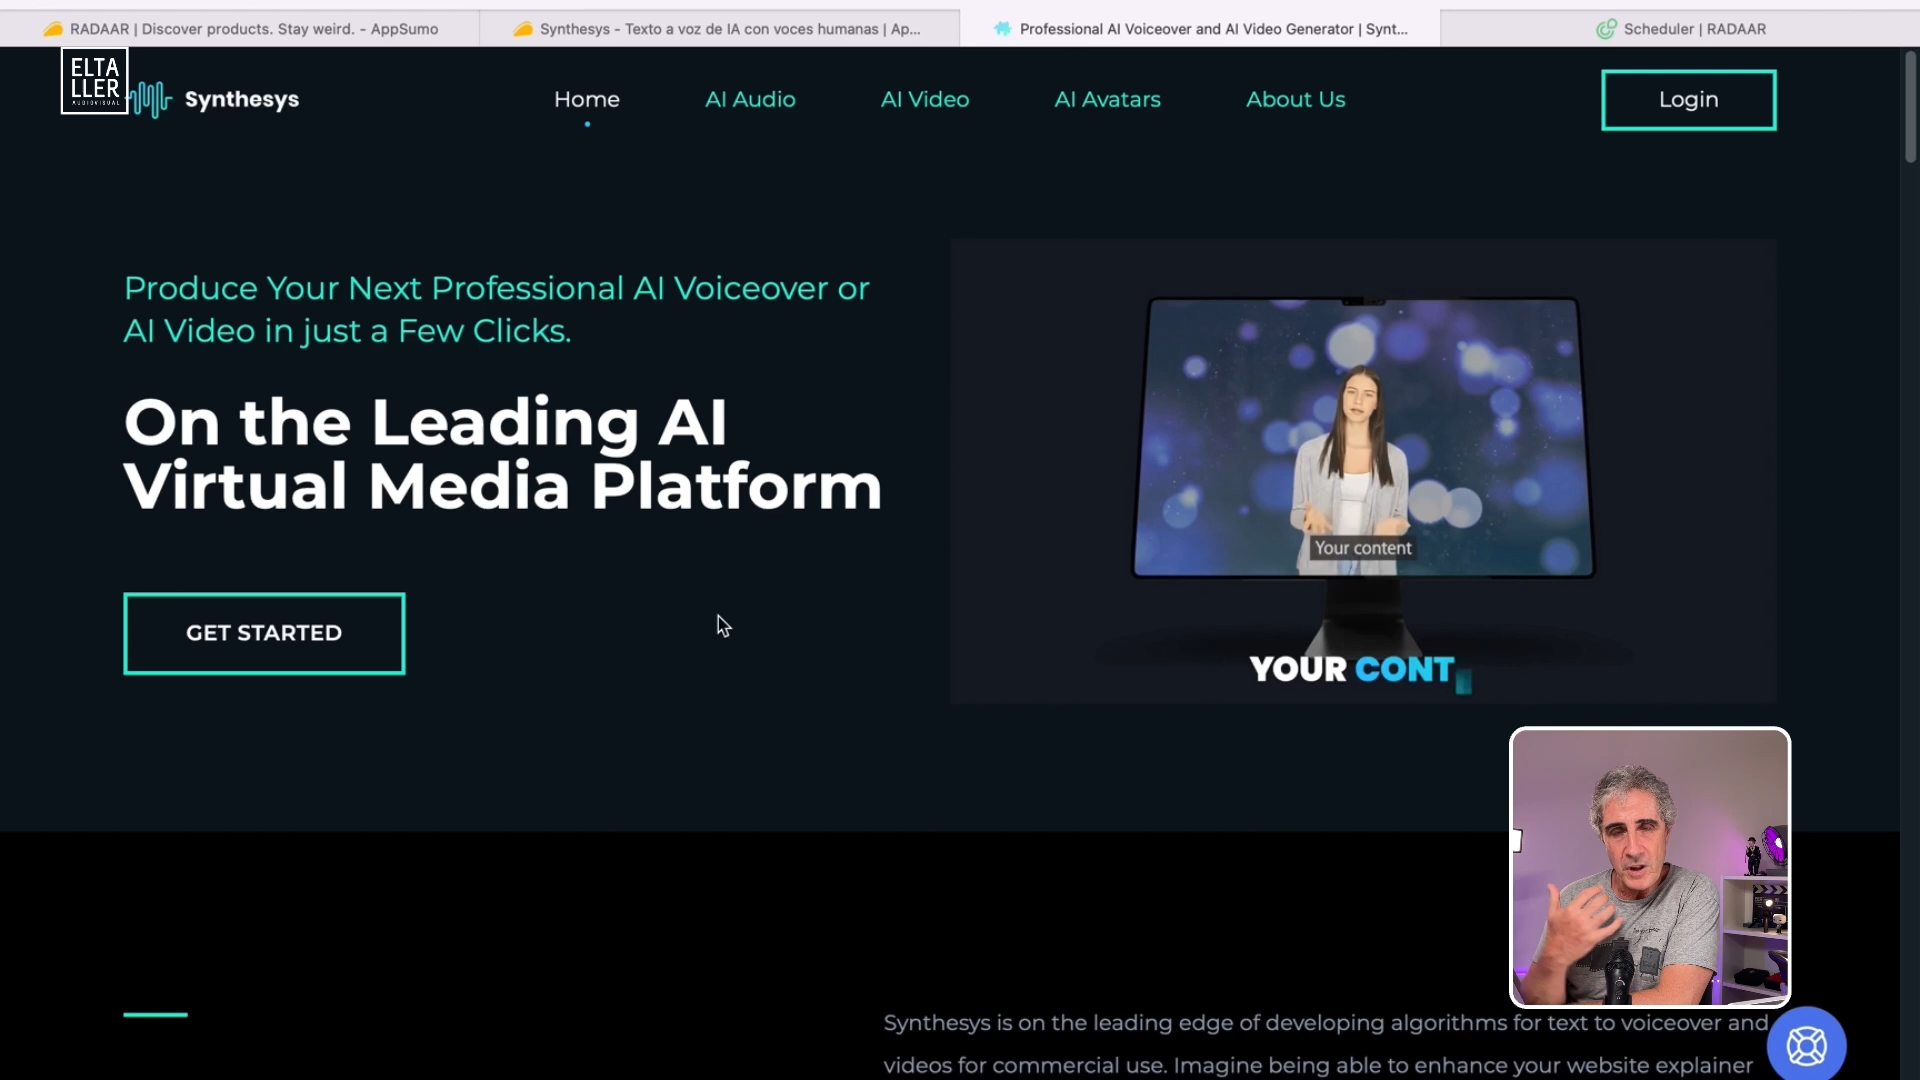 RADAAR | Discover products. Stay weird. - AppSumo
Synthesys - Texto a voz de IA con voces humanas | Ap...
Professional AI Voiceover and AI Video Generator | Synt...
Scheduler | RADAAR
ELTA
LLER
AUDIOVISUAL
Synthesys
Home
AI Audio
AI Video
AI Avatars
About Us
Login
Produce Your Next Professional AI Voiceover or
AI Video in just a Few Clicks.
On the Leading AI
Virtual Media Platform
GET STARTED
Your content
YOUR CONT
Synthesys is on the leading edge of developing algorithms for text to voiceover and
videos for commercial use. Imagine being able to enhance your website explainer